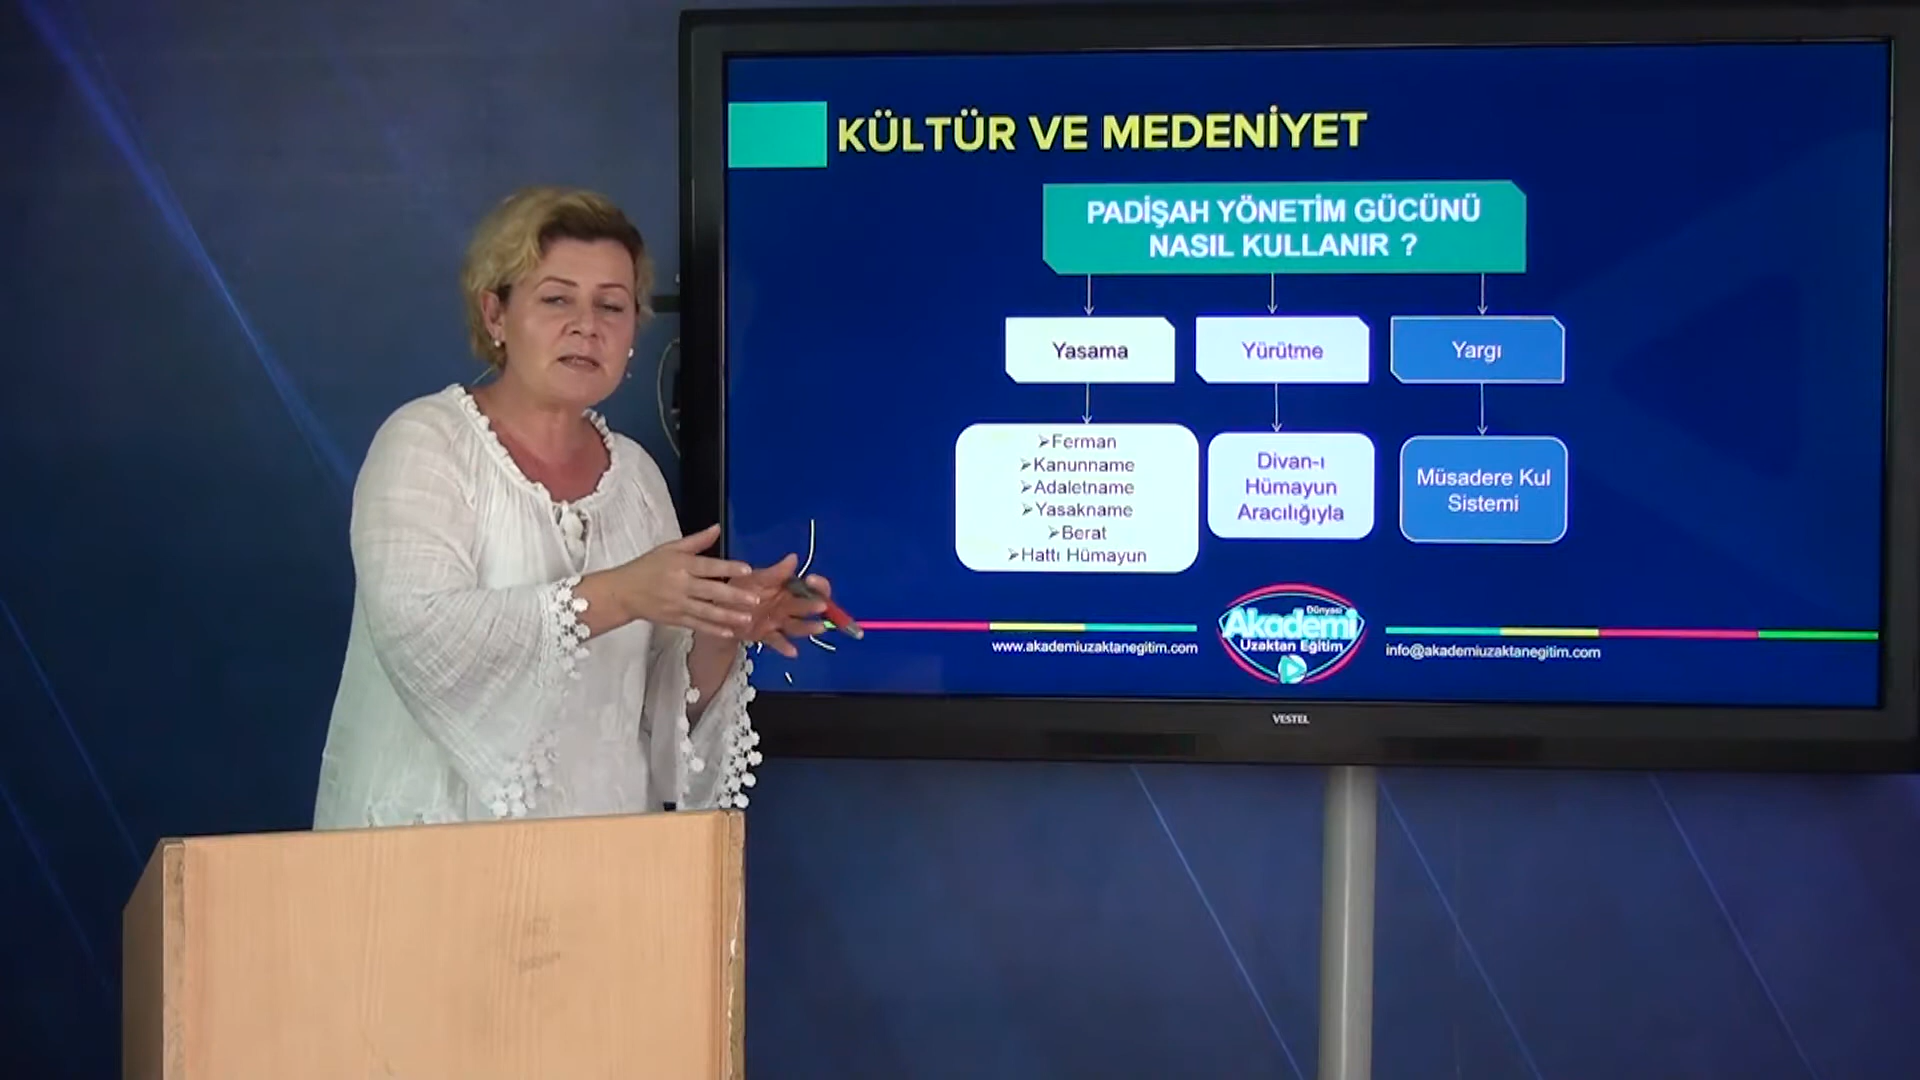 KÜLTÜR VE MEDENİYET
PADİŞAH YÖNETİM GÜCÜNÜ
NASIL KULLANIR ?
Yasama
Yürütme
Yargı
➢Ferman
➢Kanunname
➢Adaletname
➢Yasakname
➢Berat
➢Hattı Hümayun
Divan-ı
Hümayun
Aracılığıyla
Müsadere Kul
Sistemi
Dünyası
Akademi
Uzaktan Eğitim
www.akademiuzaktanegitim.com
info@akademiuzaktanegitim.com
VESTEL